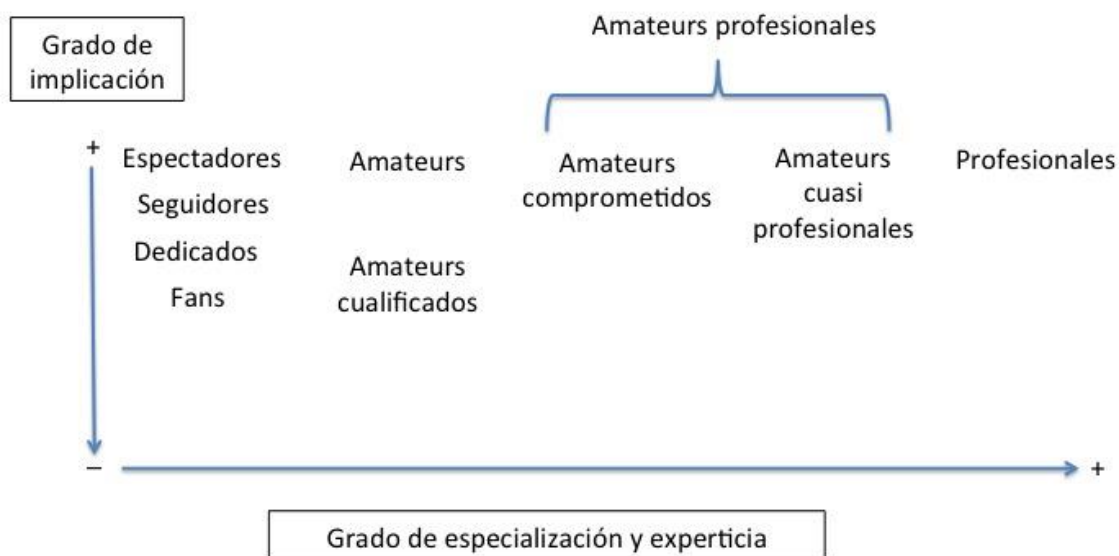 Grado de
implicación
Amateurs profesionales
+
Espectadores
Seguidores
Dedicados
Fans
Amateurs
Amateurs
cualificados
Amateurs
comprometidos
Amateurs
cuasi
profesionales
Profesionales
–
+
Grado de especialización y experticia